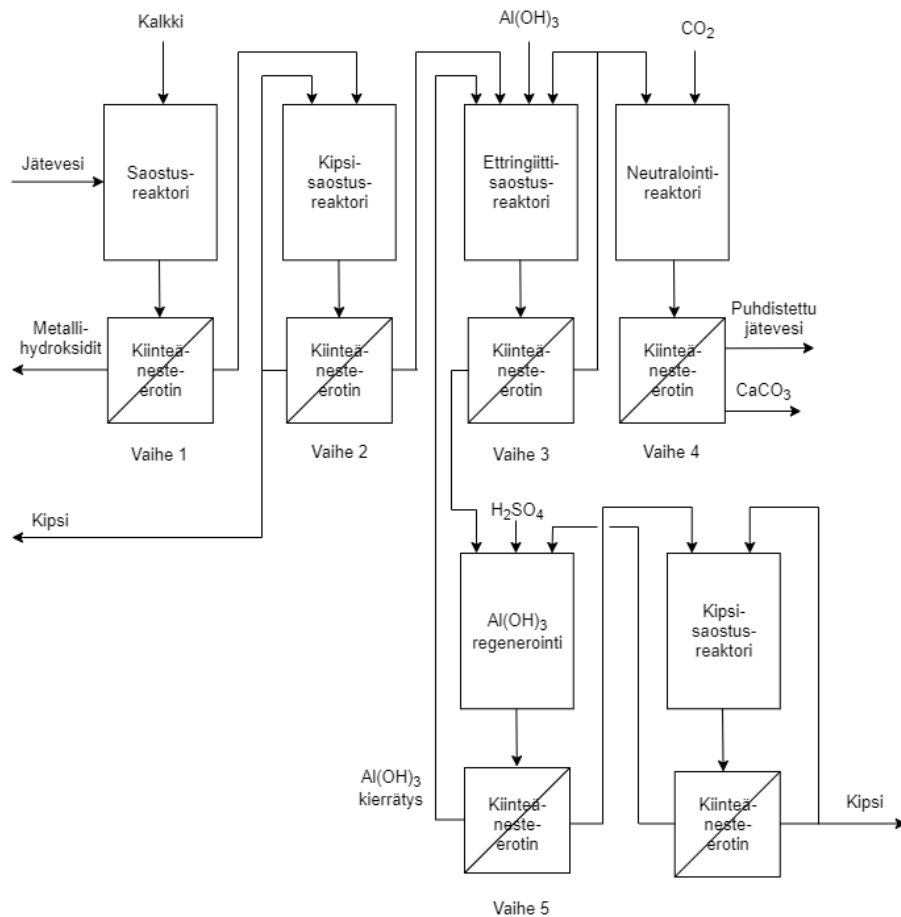 Kalkki
Al(OH)3
CO2
Jätevesi
Saostus-
reaktori
Kipsi-
saostus-
reaktori
Ettringiitti-
saostus-
reaktori
Neutralointi-
reaktori
Metalli-
hydroksidit
Kiinteä-
neste-
erotin
Kiinteä-
neste-
erotin
Kiinteä-
neste-
erotin
Kiinteä-
neste-
erotin
Puhdistettu
jätevesi
CaCO3
Vaihe 1
Vaihe 2
Vaihe 3
Vaihe 4
Kipsi
H2SO4
Al(OH)3
regenerointi
Kipsi-
saostus-
reaktori
Al(OH)3
kierrätys
Kiinteä-
neste-
erotin
Kiinteä-
neste-
erotin
Kipsi
Vaihe 5